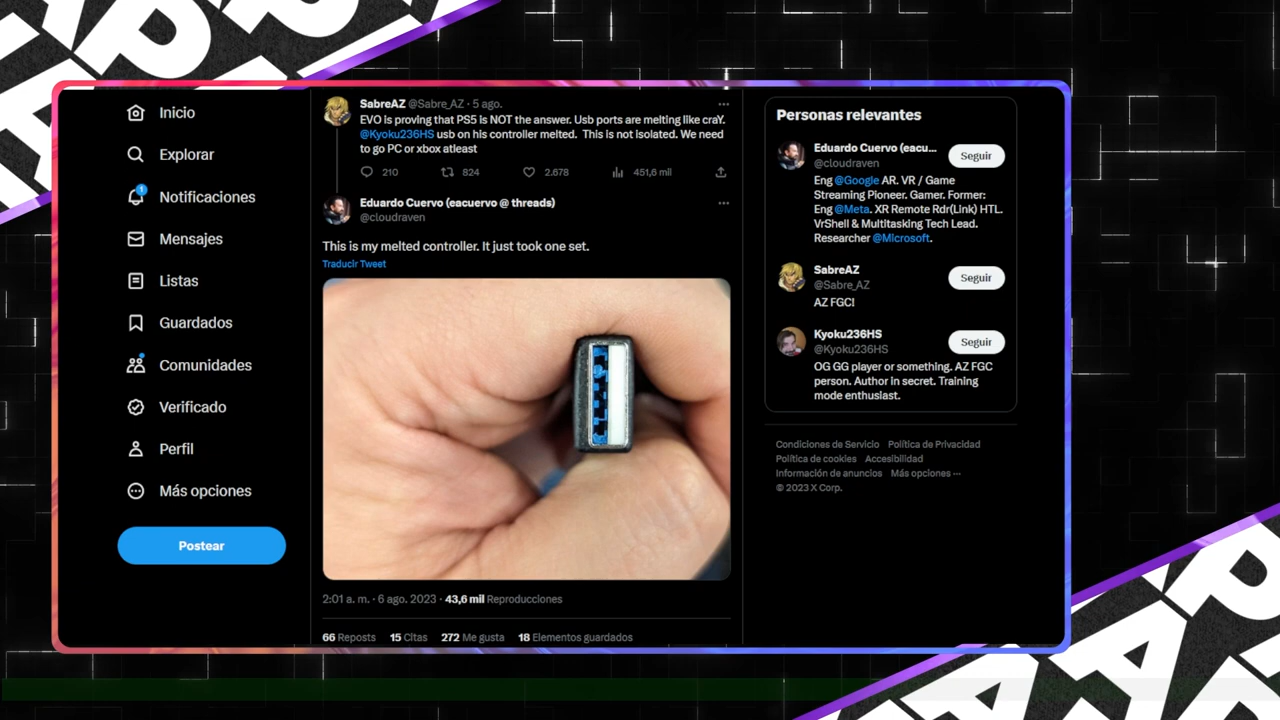 Inicio
Explorar
Notificaciones
1
Mensajes
Listas
Guardados
Comunidades
Verificado
Perfil
Más opciones
Postear
SabreAZ @Sabre_AZ · 5 ago.
EVO is proving that PS5 is NOT the answer. Usb ports are melting like craY.
@Kyoku236HS usb on his controller melted. This is not isolated. We need
to go PC or xbox atleast
210 824 2.678 451,6 mil
Eduardo Cuervo (eacuervo @ threads)
@cloudraven
This is my melted controller. It just took one set.
Traducir Tweet
2:01 a. m. · 6 ago. 2023 · 43,6 mil Reproducciones
66 Reposts 15 Citas 272 Me gusta 18 Elementos guardados
Personas relevantes
Eduardo Cuervo (eacu...
@cloudraven
Seguir
Eng @Google AR. VR / Game
Streaming Pioneer. Gamer. Former:
Eng @Meta. XR Remote Rdr(Link) HTL.
VrShell & Multitasking Tech Lead.
Researcher @Microsoft.
SabreAZ
@Sabre_AZ
Seguir
AZ FGC!
Kyoku236HS
@Kyoku236HS
Seguir
OG GG player or something. AZ FGC
person. Author in secret. Training
mode enthusiast.
Condiciones de Servicio Política de Privacidad
Política de cookies Accesibilidad
Información de anuncios Más opciones ···
© 2023 X Corp.